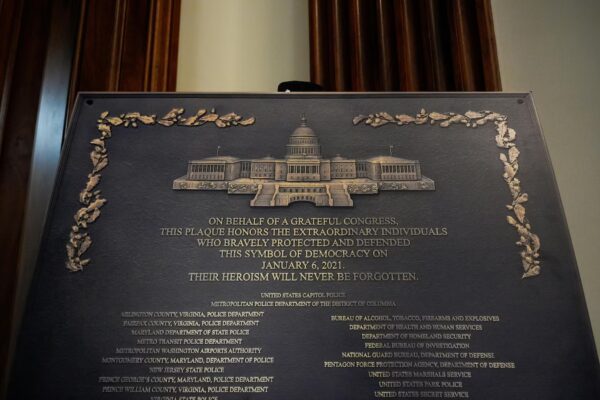 ON BEHALF OF A GRATEFUL CONGRESS,
THIS PLAQUE HONORS THE EXTRAORDINARY INDIVIDUALS
WHO BRAVELY PROTECTED AND DEFENDED
THIS SYMBOL OF DEMOCRACY ON
JANUARY 6, 2021.
THEIR HEROISM WILL NEVER BE FORGOTTEN.
UNITED STATES CAPITOL POLICE
METROPOLITAN POLICE DEPARTMENT OF THE DISTRICT OF COLUMBIA
ARLINGTON COUNTY, VIRGINIA, POLICE DEPARTMENT
FAIRFAX COUNTY, VIRGINIA, POLICE DEPARTMENT
MARYLAND DEPARTMENT OF STATE POLICE
METRO TRANSIT POLICE DEPARTMENT
METROPOLITAN WASHINGTON AIRPORTS AUTHORITY
MONTGOMERY COUNTY, MARYLAND, DEPARTMENT OF POLICE
NEW JERSEY STATE POLICE
PRINCE GEORGE'S COUNTY, MARYLAND, POLICE DEPARTMENT
PRINCE WILLIAM COUNTY, VIRGINIA, POLICE DEPARTMENT
VIRGINIA STATE POLICE
BUREAU OF ALCOHOL, TOBACCO, FIREARMS AND EXPLOSIVES
DEPARTMENT OF HEALTH AND HUMAN SERVICES
DEPARTMENT OF HOMELAND SECURITY
FEDERAL BUREAU OF INVESTIGATION
NATIONAL GUARD BUREAU, DEPARTMENT OF DEFENSE
PENTAGON FORCE PROTECTION AGENCY, DEPARTMENT OF DEFENSE
UNITED STATES MARSHALS SERVICE
UNITED STATES PARK POLICE
UNITED STATES SECRET SERVICE